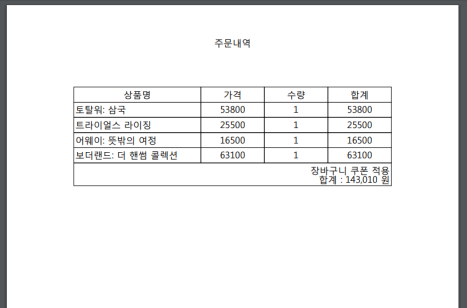 주문내역
상품명 가격 수량 합계
토탈워: 삼국 53800 1 53800
트라이얼스 라이징 25500 1 25500
어웨이: 뜻밖의 여정 16500 1 16500
보더랜드: 더 핸썸 콜렉션 63100 1 63100
장바구니 쿠폰 적용
합계 : 143,010 원